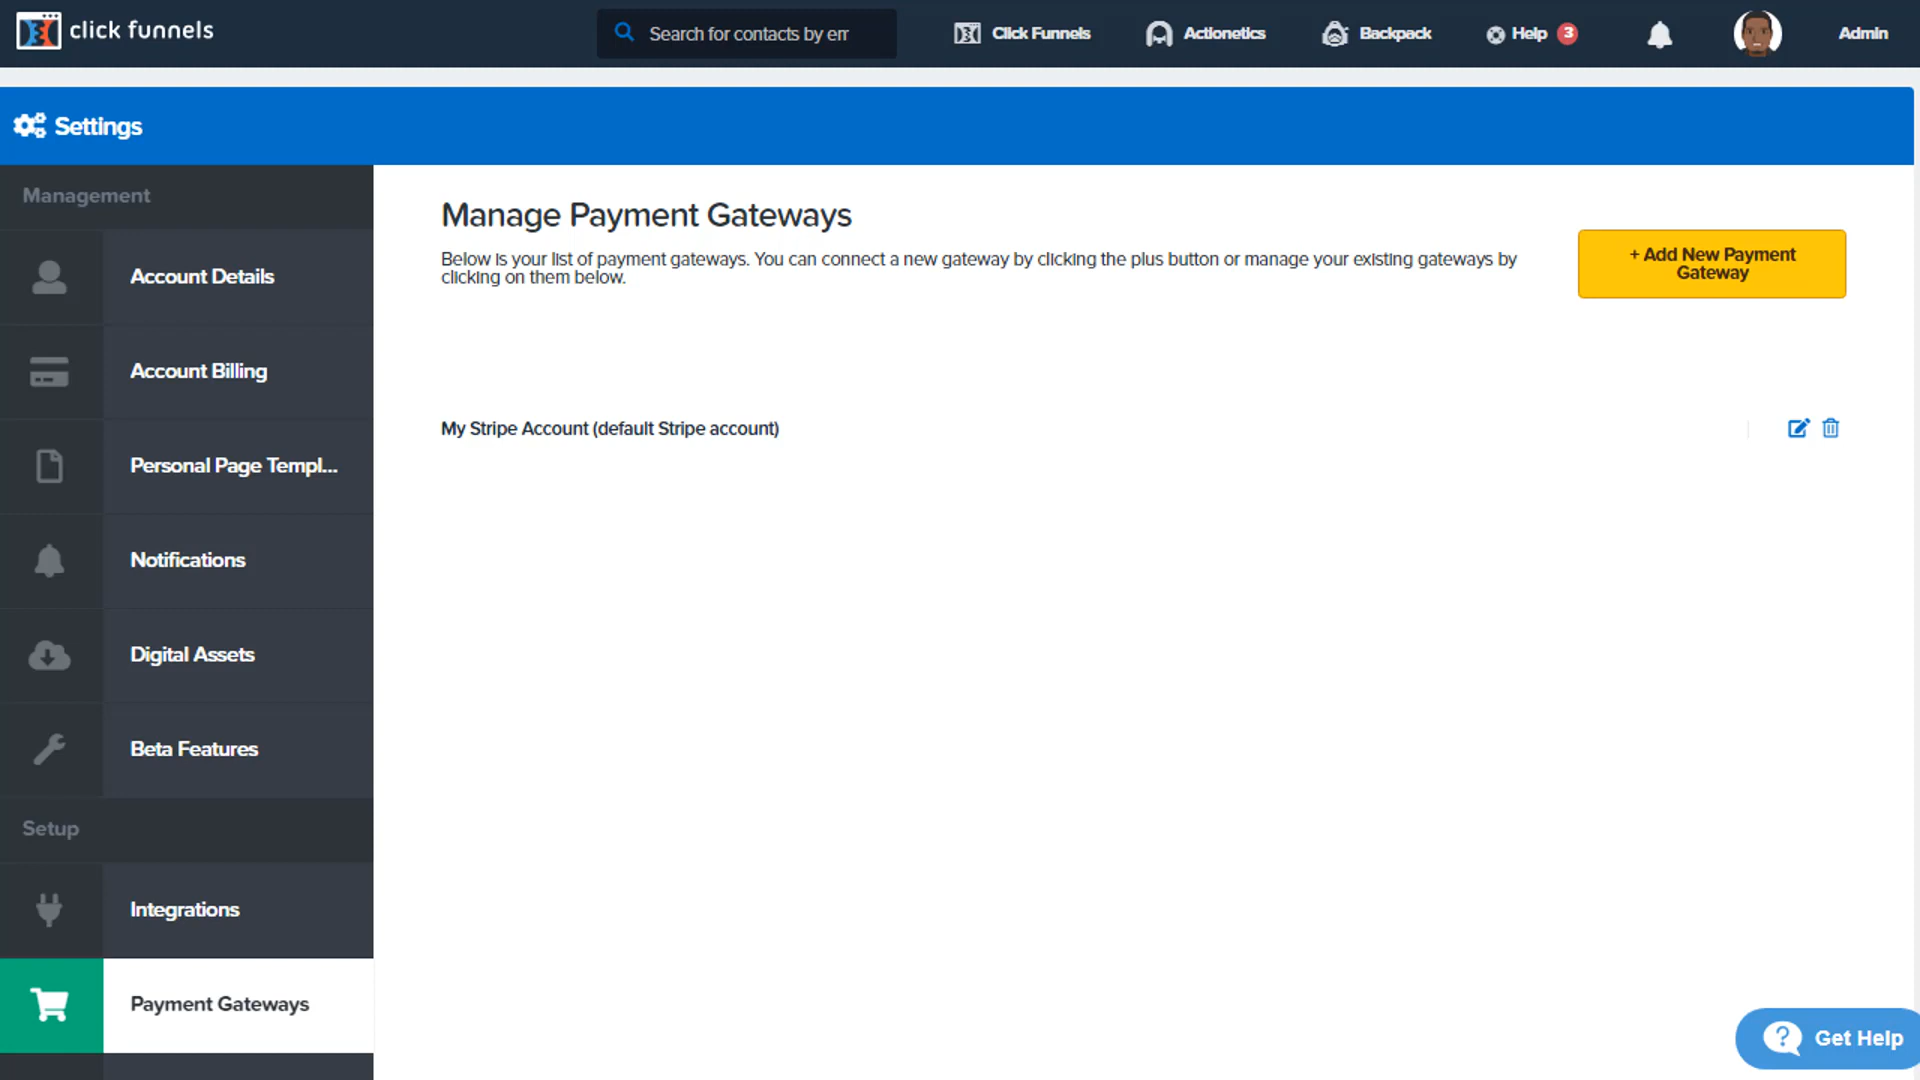 click funnels
Search for contacts by err
Click Funnels
Actionetics
Backpack
Help 3
Admin
Settings
Management
Account Details
Account Billing
Personal Page Templ...
Notifications
Digital Assets
Beta Features
Setup
Integrations
Payment Gateways
Manage Payment Gateways
Below is your list of payment gateways. You can connect a new gateway by clicking the plus button or manage your existing gateways by
clicking on them below.
+ Add New Payment
Gateway
My Stripe Account (default Stripe account)
? Get Help